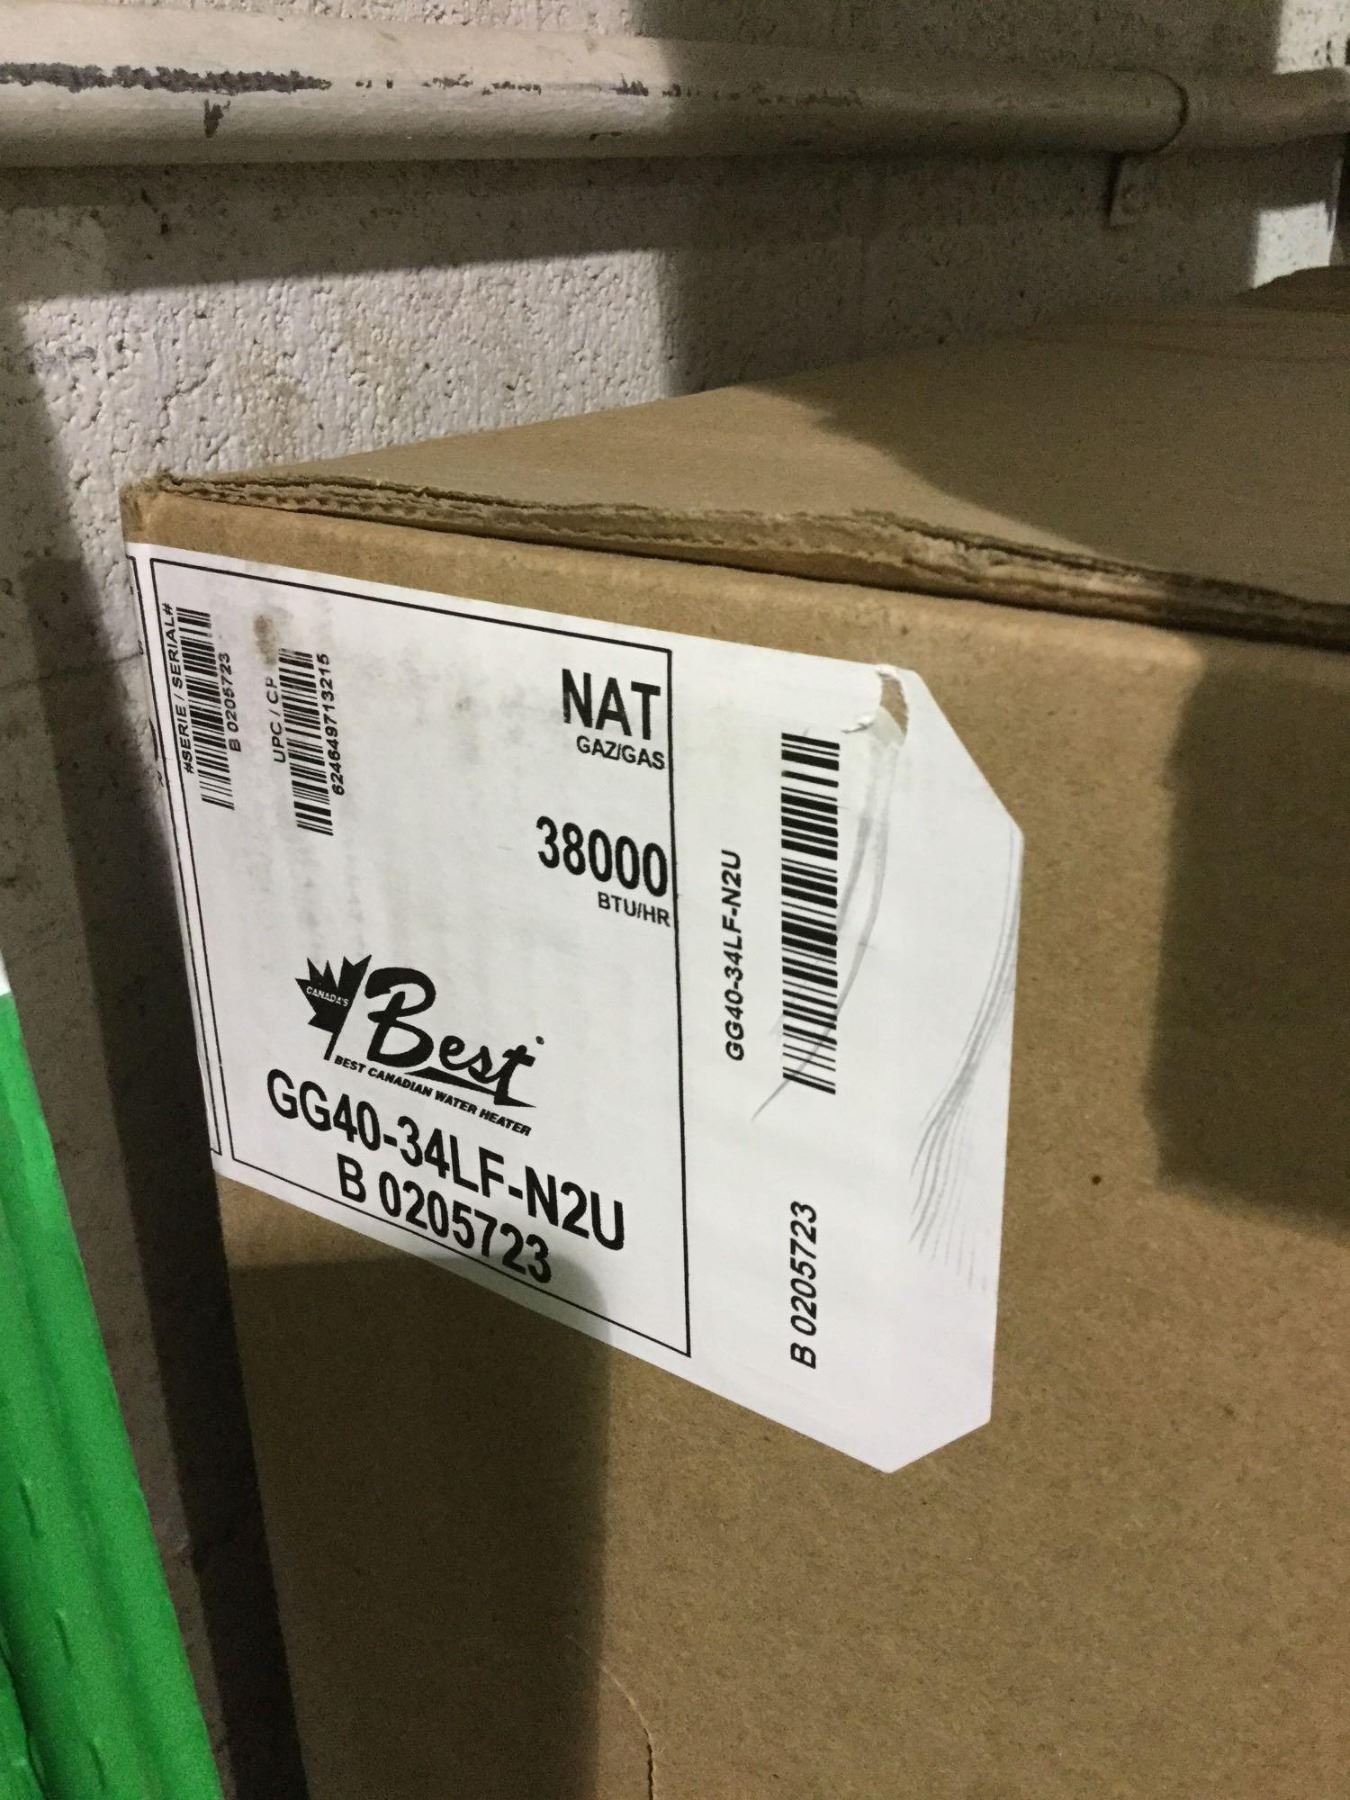 #SERIE / SERIAL#
B 0205723
UPC / CP
624649713215
NAT
GAZ/GAS
38000
BTU/HR
CANADA'S
Best
BEST CANADIAN WATER HEATER
GG40-34LF-N2U
B 0205723
GG40-34LF-N2U
B 0205723